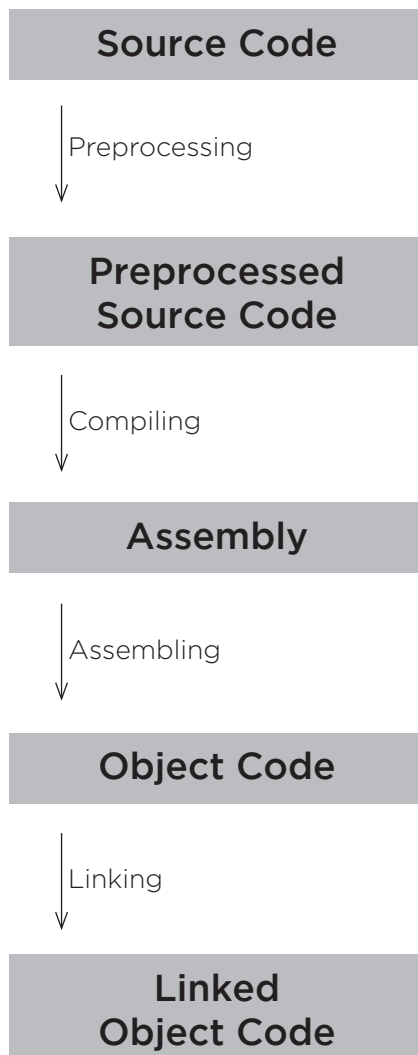 Source Code
Preprocessing
Preprocessed
Source Code
Compiling
Assembly
Assembling
Object Code
Linking
Linked
Object Code